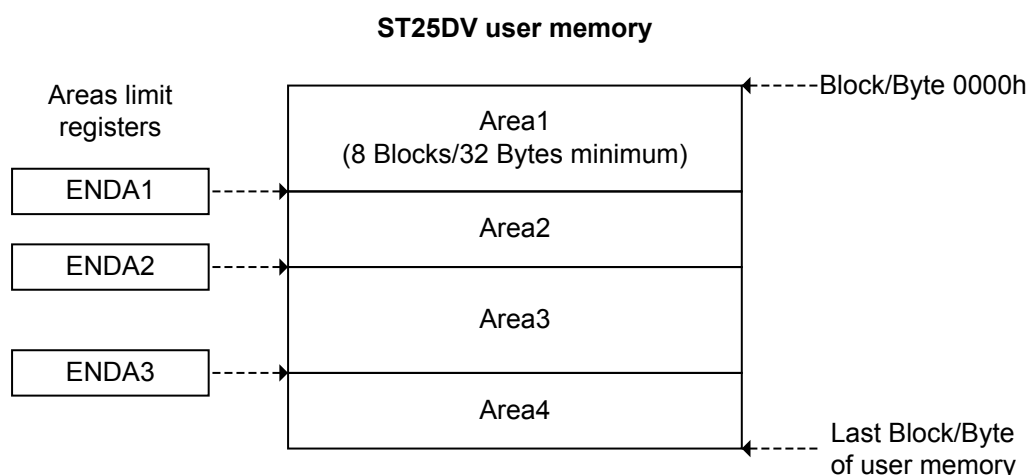 ST25DV user memory
Block/Byte 0000h
Areas limit
registers
Area1
(8 Blocks/32 Bytes minimum)
ENDA1
Area2
ENDA2
Area3
ENDA3
Area4
Last Block/Byte
of user memory